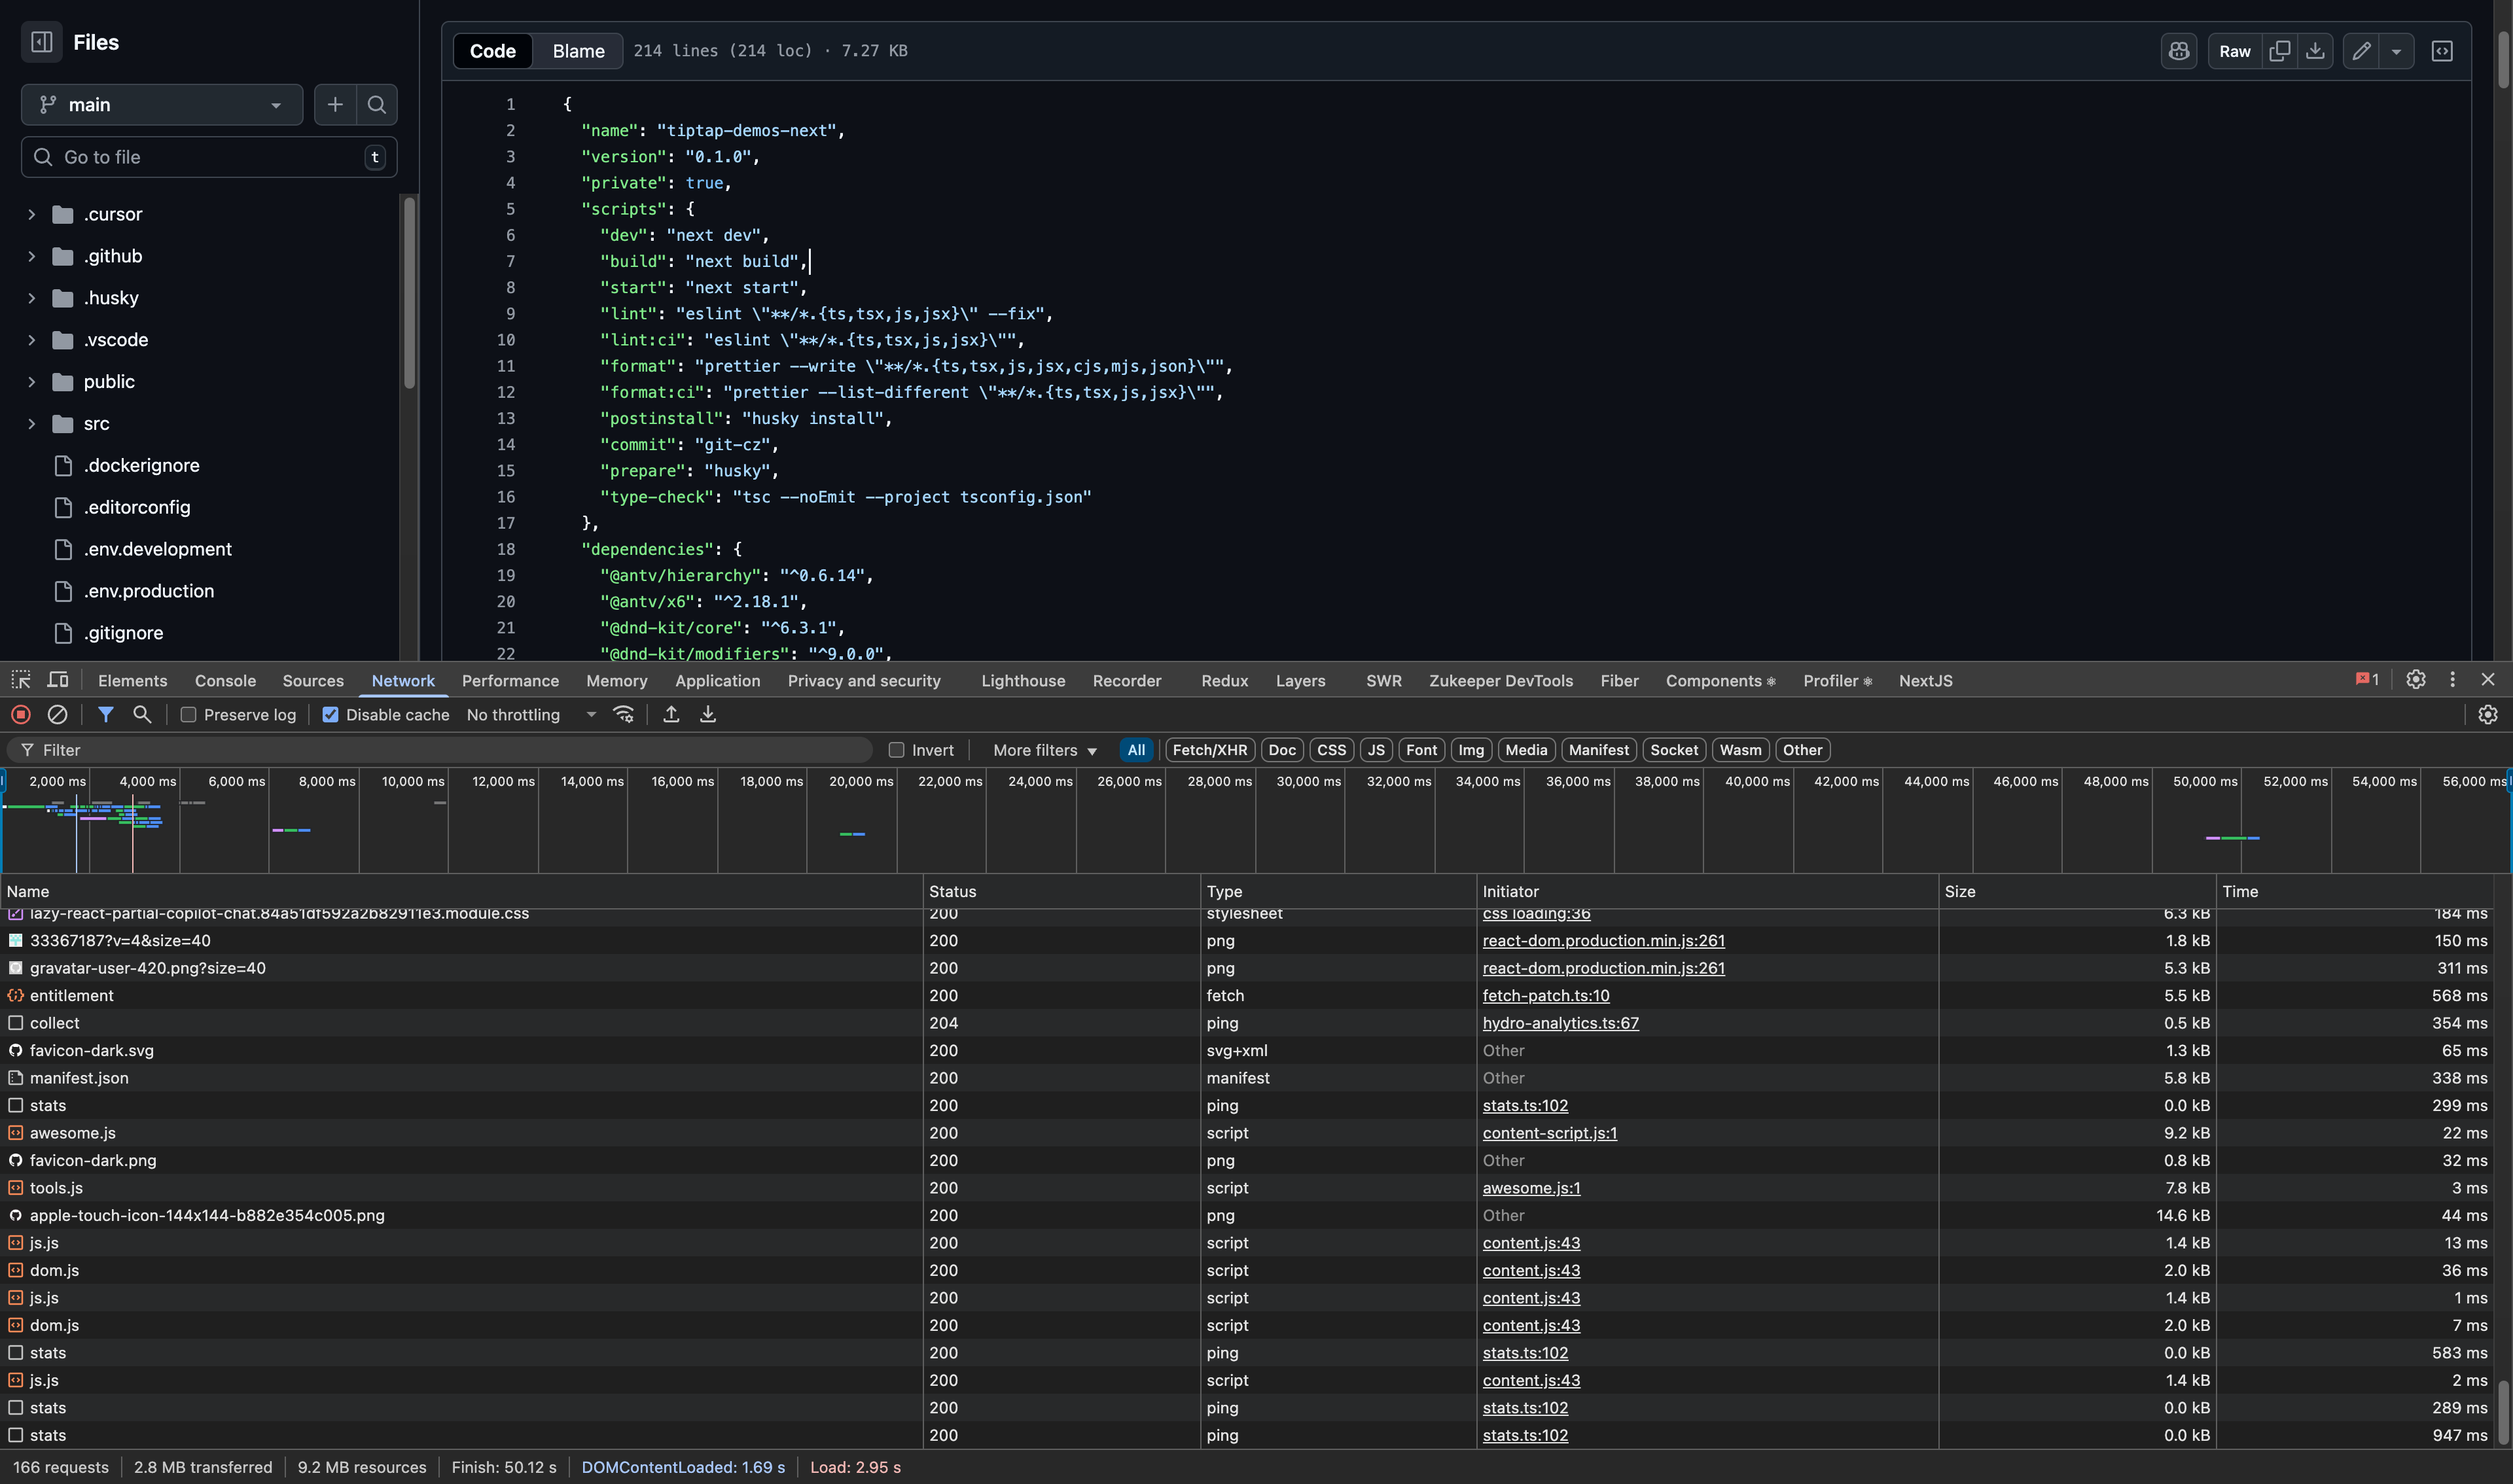 Files
main
Go to file
t
.cursor
.github
.husky
.vscode
public
src
.dockerignore
.editorconfig
.env.development
.env.production
.gitignore
Code Blame 214 lines (214 loc) · 7.27 KB
Raw
1 {
2 "name": "tiptap-demos-next",
3 "version": "0.1.0",
4 "private": true,
5 "scripts": {
6 "dev": "next dev",
7 "build": "next build",
8 "start": "next start",
9 "lint": "eslint \"**/*.{ts,tsx,js,jsx}\" --fix",
10 "lint:ci": "eslint \"**/*.{ts,tsx,js,jsx}\"",
11 "format": "prettier --write \"**/*.{ts,tsx,js,jsx,cjs,mjs,json}\"",
12 "format:ci": "prettier --list-different \"**/*.{ts,tsx,js,jsx}\"",
13 "postinstall": "husky install",
14 "commit": "git-cz",
15 "prepare": "husky",
16 "type-check": "tsc --noEmit --project tsconfig.json"
17 },
18 "dependencies": {
19 "@antv/hierarchy": "^0.6.14",
20 "@antv/x6": "^2.18.1",
21 "@dnd-kit/core": "^6.3.1",
22 "@dnd-kit/modifiers": "^9.0.0",
Elements Console Sources Network Performance Memory Application Privacy and security Lighthouse Recorder Redux Layers SWR Zukeeper DevTools Fiber Components Profiler NextJS 1
Preserve log Disable cache No throttling
Filter Invert More filters All Fetch/XHR Doc CSS JS Font Img Media Manifest Socket Wasm Other
2,000 ms 4,000 ms 6,000 ms 8,000 ms 10,000 ms 12,000 ms 14,000 ms 16,000 ms 18,000 ms 20,000 ms 22,000 ms 24,000 ms 26,000 ms 28,000 ms 30,000 ms 32,000 ms 34,000 ms 36,000 ms 38,000 ms 40,000 ms 42,000 ms 44,000 ms 46,000 ms 48,000 ms 50,000 ms 52,000 ms 54,000 ms 56,000 ms
Name Status Type Initiator Size Time
lazy-react-partial-copilot-chat.84a51df592a2b82911e3.module.css 200 stylesheet css loading:36 6.3 kB 184 ms
33367187?v=4&size=40 200 png react-dom.production.min.js:261 1.8 kB 150 ms
gravatar-user-420.png?size=40 200 png react-dom.production.min.js:261 5.3 kB 311 ms
entitlement 200 fetch fetch-patch.ts:10 5.5 kB 568 ms
collect 204 ping hydro-analytics.ts:67 0.5 kB 354 ms
favicon-dark.svg 200 svg+xml Other 1.3 kB 65 ms
manifest.json 200 manifest Other 5.8 kB 338 ms
stats 200 ping stats.ts:102 0.0 kB 299 ms
awesome.js 200 script content-script.js:1 9.2 kB 22 ms
favicon-dark.png 200 png Other 0.8 kB 32 ms
tools.js 200 script awesome.js:1 7.8 kB 3 ms
apple-touch-icon-144x144-b882e354c005.png 200 png Other 14.6 kB 44 ms
js.js 200 script content.js:43 1.4 kB 13 ms
dom.js 200 script content.js:43 2.0 kB 36 ms
js.js 200 script content.js:43 1.4 kB 1 ms
dom.js 200 script content.js:43 2.0 kB 7 ms
stats 200 ping stats.ts:102 0.0 kB 583 ms
js.js 200 script content.js:43 1.4 kB 2 ms
stats 200 ping stats.ts:102 0.0 kB 289 ms
stats 200 ping stats.ts:102 0.0 kB 947 ms
166 requests 2.8 MB transferred 9.2 MB resources Finish: 50.12 s DOMContentLoaded: 1.69 s Load: 2.95 s